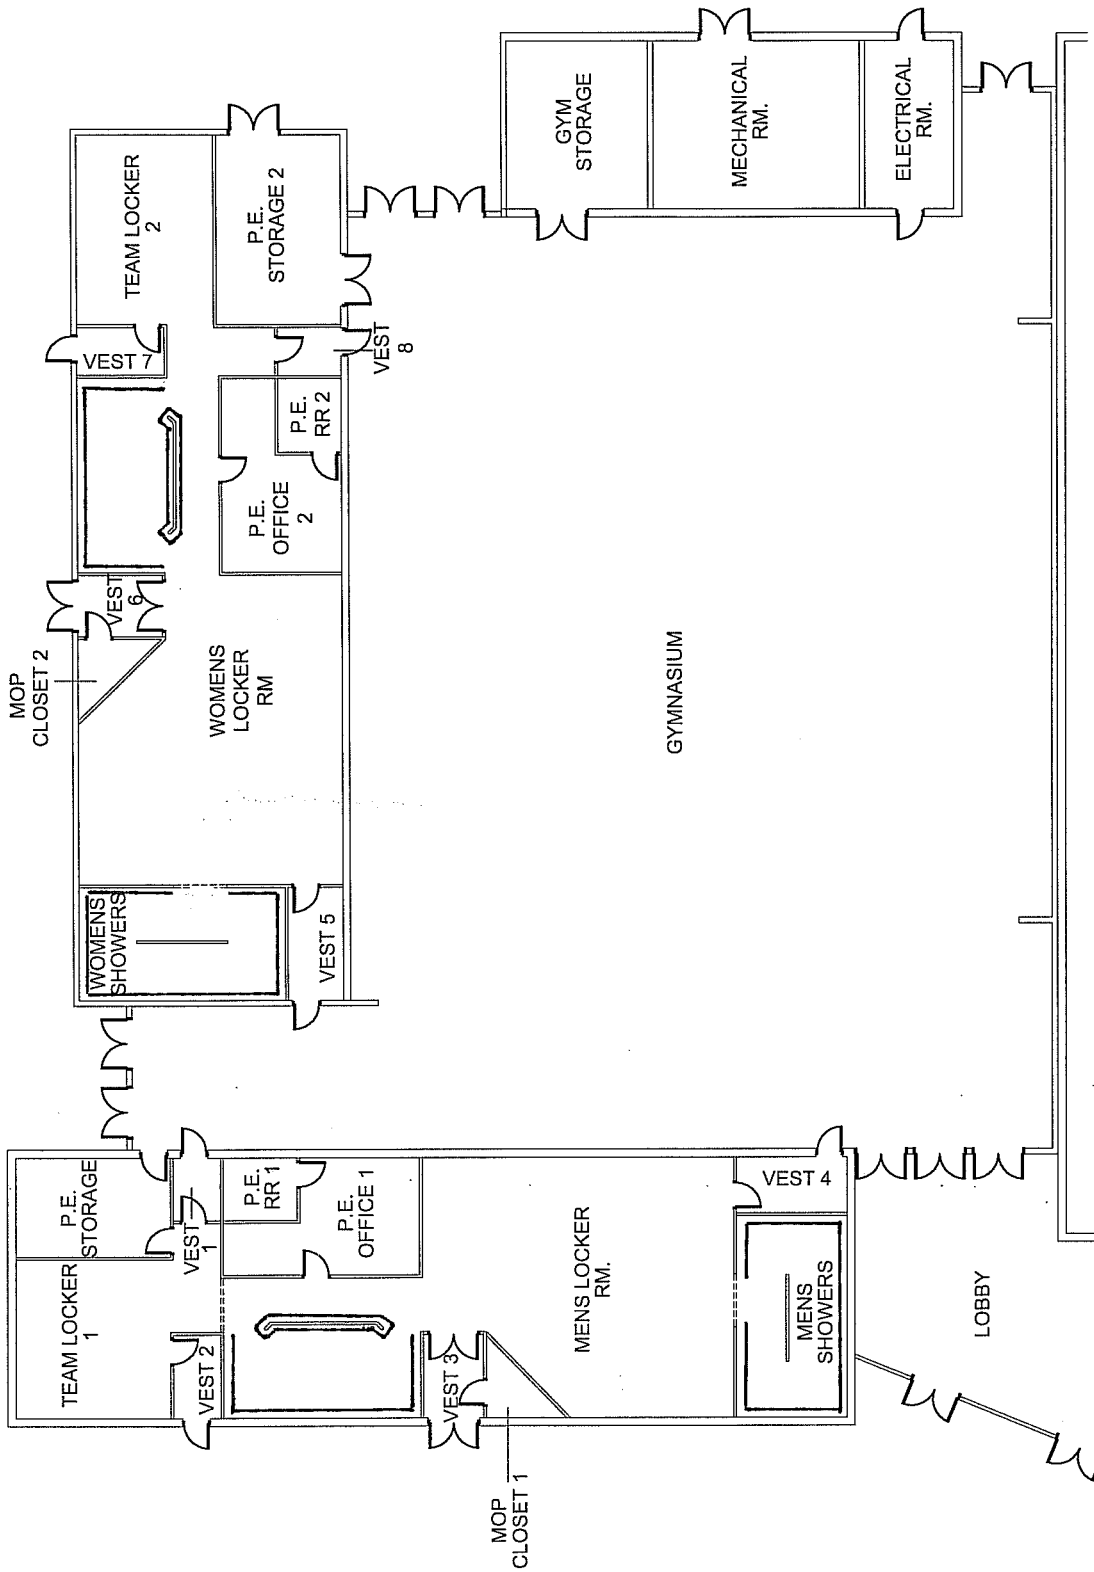 MOP
CLOSET 2
TEAM LOCKER
2
P.E.
STORAGE 2
VEST 7
VEST
8
P.E.
RR 2
P.E.
OFFICE
2
VEST
6
WOMENS
LOCKER
RM
WOMENS
SHOWERS
VEST 5
GYM
STORAGE
MECHANICAL
RM.
ELECTRICAL
RM.
GYMNASIUM
P.E.
STORAGE
TEAM LOCKER
1
VEST
1
VEST 2
P.E.
RR 1
P.E.
OFFICE 1
VEST 3
MOP
CLOSET 1
MENS LOCKER
RM.
VEST 4
MENS
SHOWERS
LOBBY